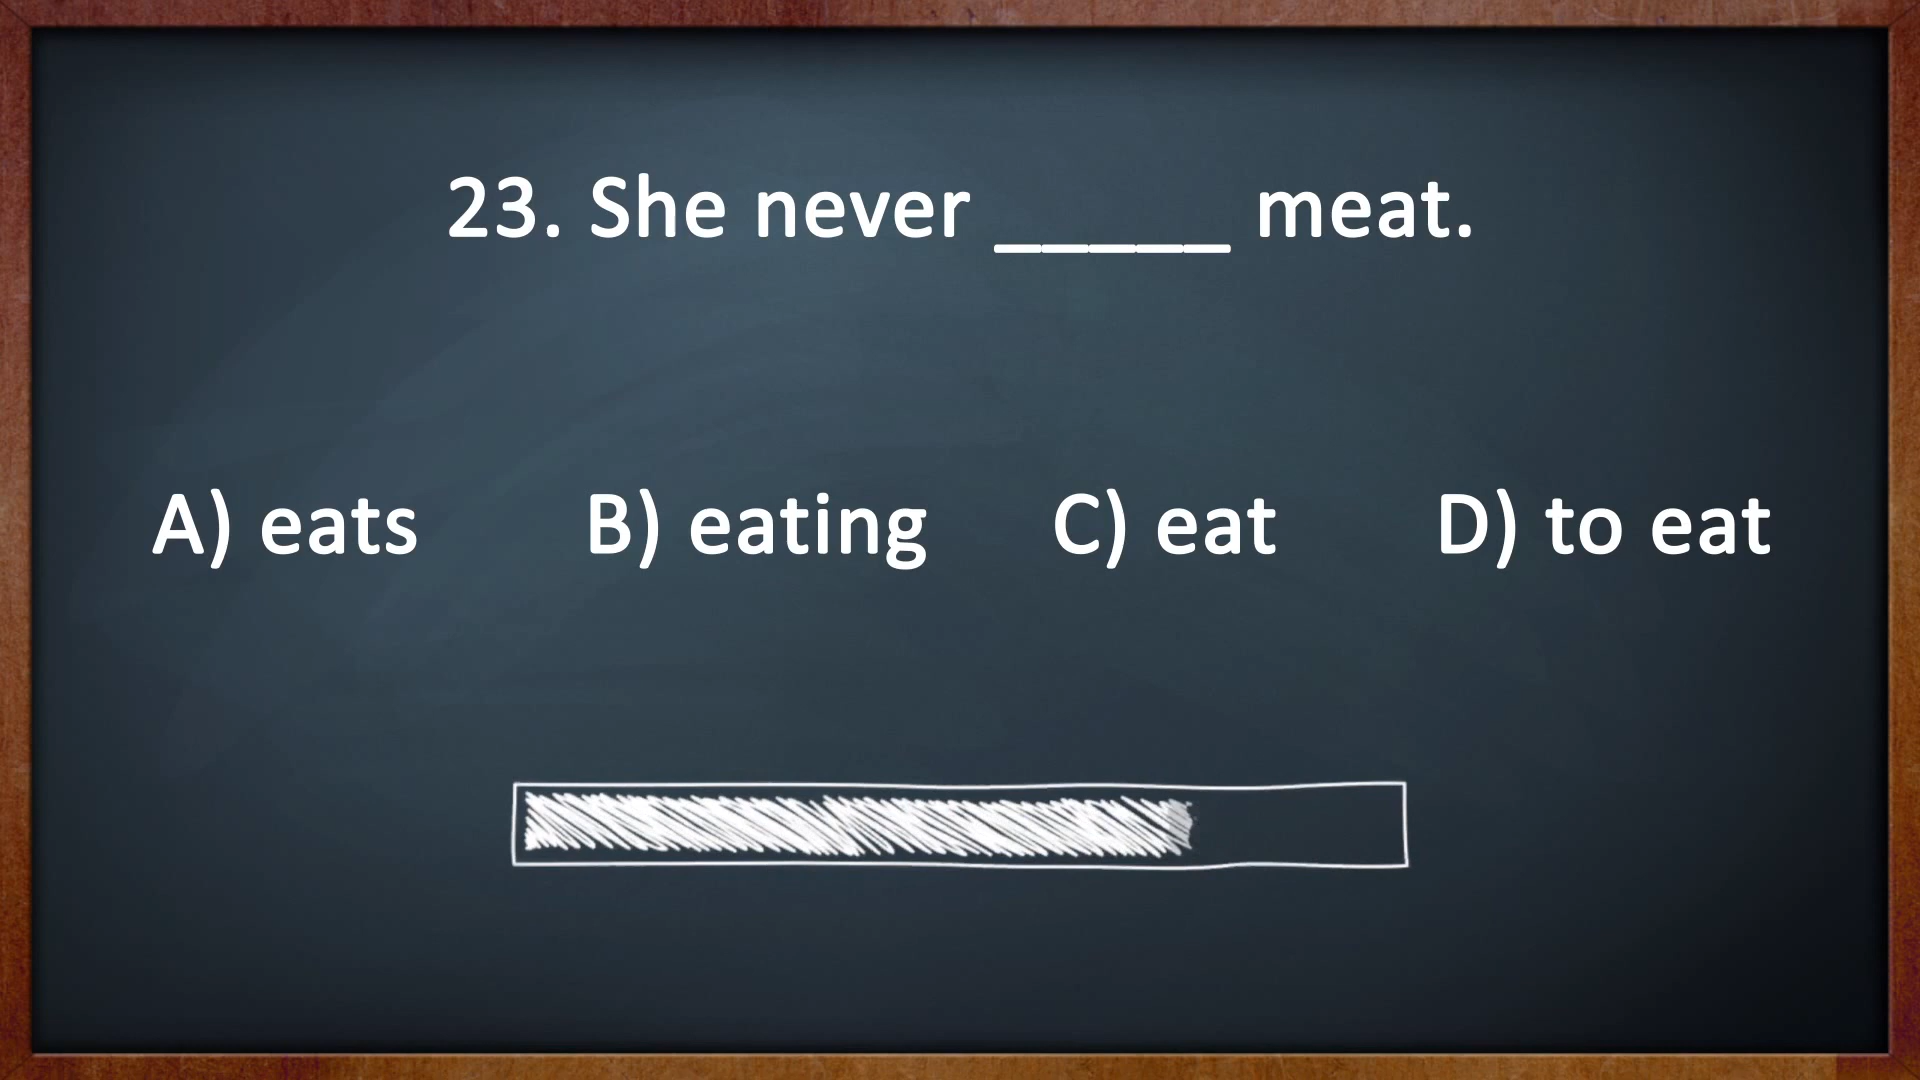 23. She never _____ meat.
A) eats B) eating C) eat D) to eat